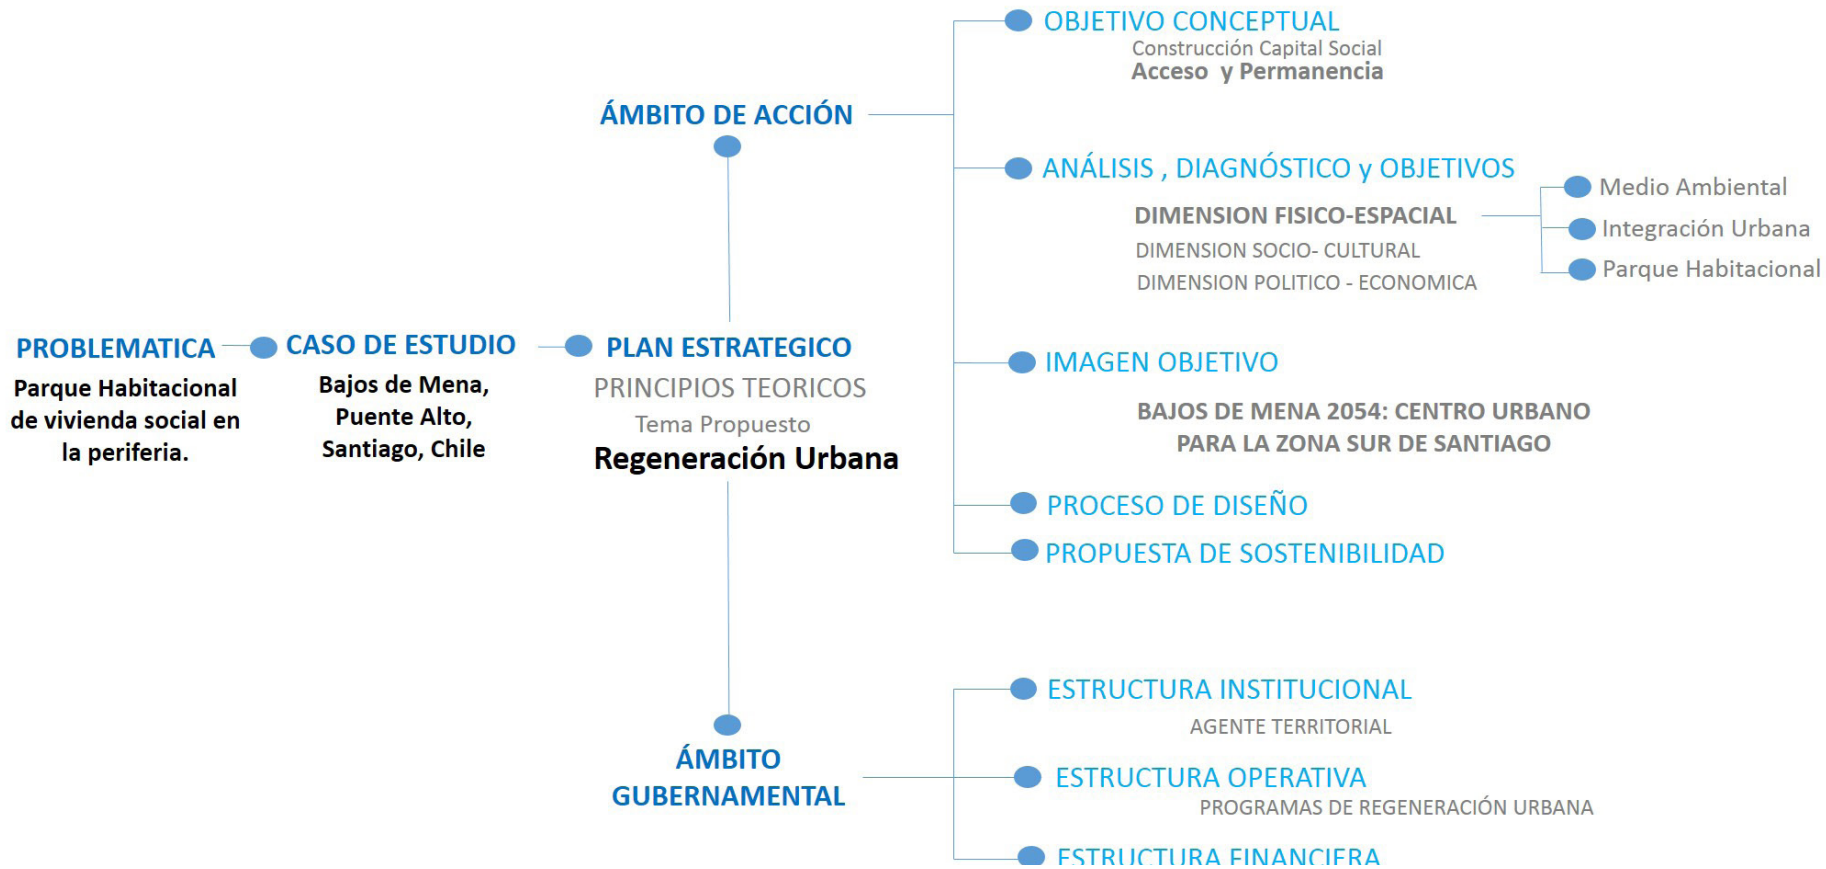 PROBLEMATICA
Parque Habitacional
de vivienda social en
la periferia.
CASO DE ESTUDIO
Bajos de Mena,
Puente Alto,
Santiago, Chile
PLAN ESTRATEGICO
PRINCIPIOS TEORICOS
Tema Propuesto
Regeneración Urbana
ÁMBITO DE ACCIÓN
OBJETIVO CONCEPTUAL
Construcción Capital Social
Acceso y Permanencia
ANÁLISIS , DIAGNÓSTICO y OBJETIVOS
DIMENSION FISICO-ESPACIAL
DIMENSION SOCIO- CULTURAL
DIMENSION POLITICO - ECONOMICA
Medio Ambiental
Integración Urbana
Parque Habitacional
IMAGEN OBJETIVO
BAJOS DE MENA 2054: CENTRO URBANO
PARA LA ZONA SUR DE SANTIAGO
PROCESO DE DISEÑO
PROPUESTA DE SOSTENIBILIDAD
ÁMBITO
GUBERNAMENTAL
ESTRUCTURA INSTITUCIONAL
AGENTE TERRITORIAL
ESTRUCTURA OPERATIVA
PROGRAMAS DE REGENERACIÓN URBANA
ESTRUCTURA FINANCIERA